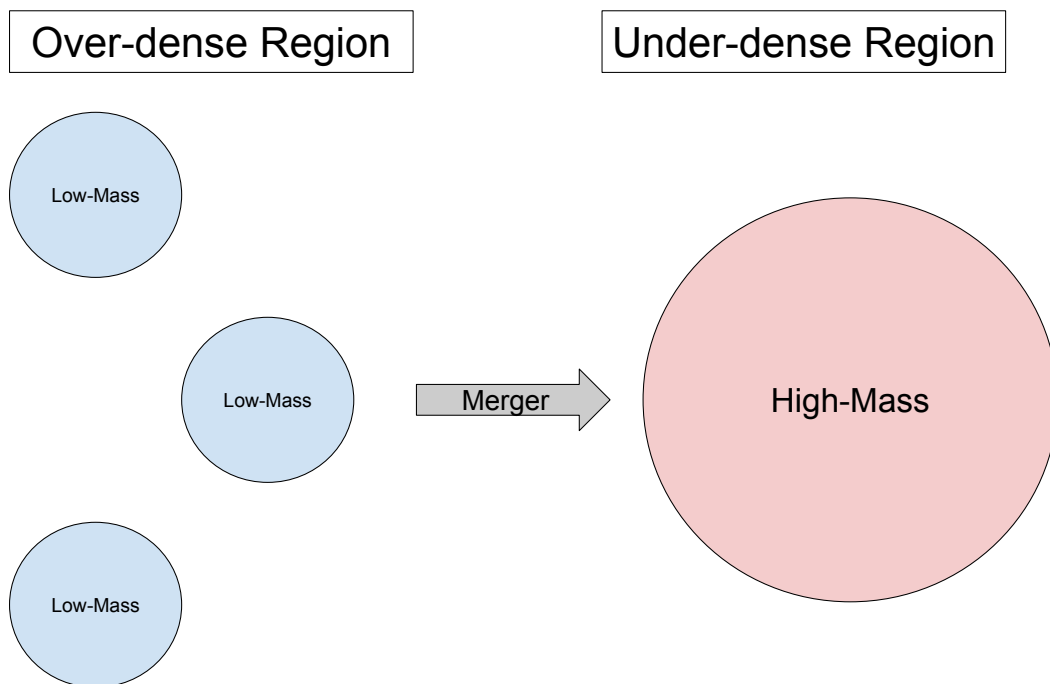 Over-dense Region
Under-dense Region
Low-Mass
Low-Mass
Merger
High-Mass
Low-Mass